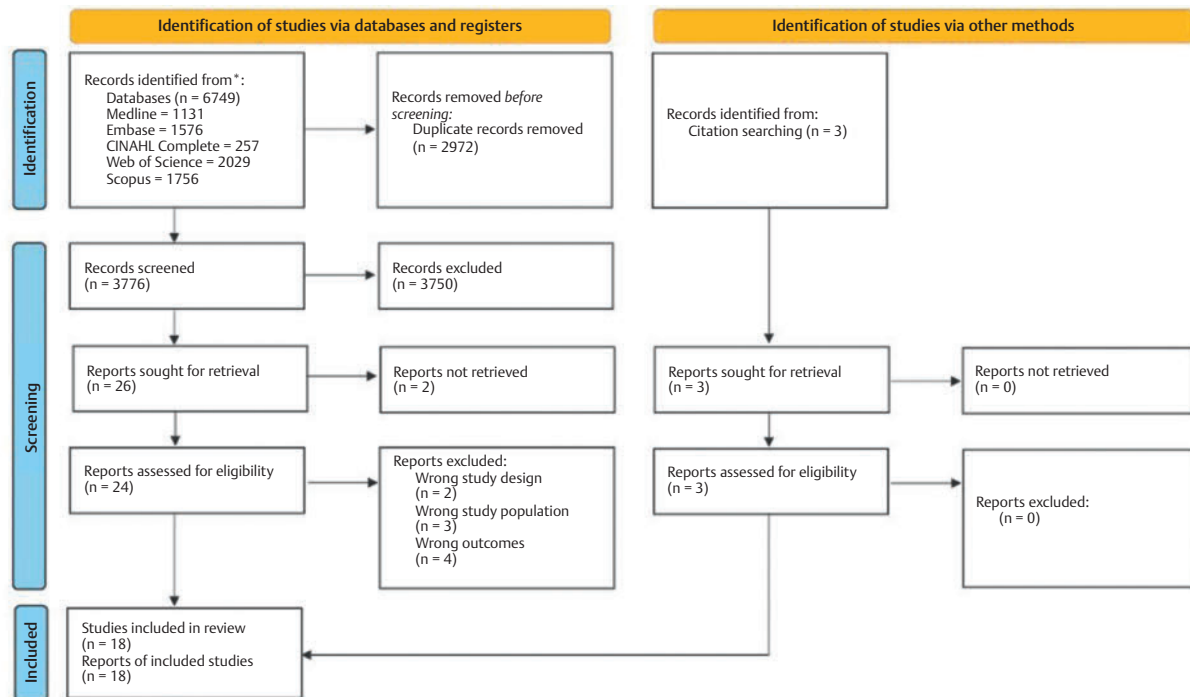 Identification of studies via databases and registers
Identification of studies via other methods
Identification
Records identified from*:
Databases (n = 6749)
Medline = 1131
Embase = 1576
CINAHL Complete = 257
Web of Science = 2029
Scopus = 1756
Records removed before
screening:
Duplicate records removed
(n = 2972)
Records identified from:
Citation searching (n = 3)
Screening
Records screened
(n = 3776)
Records excluded
(n = 3750)
Reports sought for retrieval
(n = 26)
Reports not retrieved
(n = 2)
Reports sought for retrieval
(n = 3)
Reports not retrieved
(n = 0)
Reports assessed for eligibility
(n = 24)
Reports excluded:
Wrong study design
(n = 2)
Wrong study population
(n = 3)
Wrong outcomes
(n = 4)
Reports assessed for eligibility
(n = 3)
Reports excluded:
(n = 0)
Included
Studies included in review
(n = 18)
Reports of included studies
(n = 18)